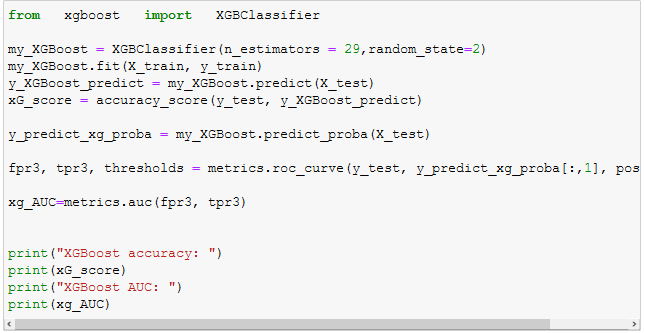 from xgboost import XGBClassifier
my_XGBoost = XGBClassifier(n_estimators = 29,random_state=2)
my_XGBoost.fit(X_train, y_train)
y_XGBoost_predict = my_XGBoost.predict(X_test)
xG_score = accuracy_score(y_test, y_XGBoost_predict)
y_predict_xg_proba = my_XGBoost.predict_proba(X_test)
fpr3, tpr3, thresholds = metrics.roc_curve(y_test, y_predict_xg_proba[:,1], pos
xg_AUC=metrics.auc(fpr3, tpr3)
print("XGBoost accuracy: ")
print(xG_score)
print("XGBoost AUC: ")
print(xg_AUC)